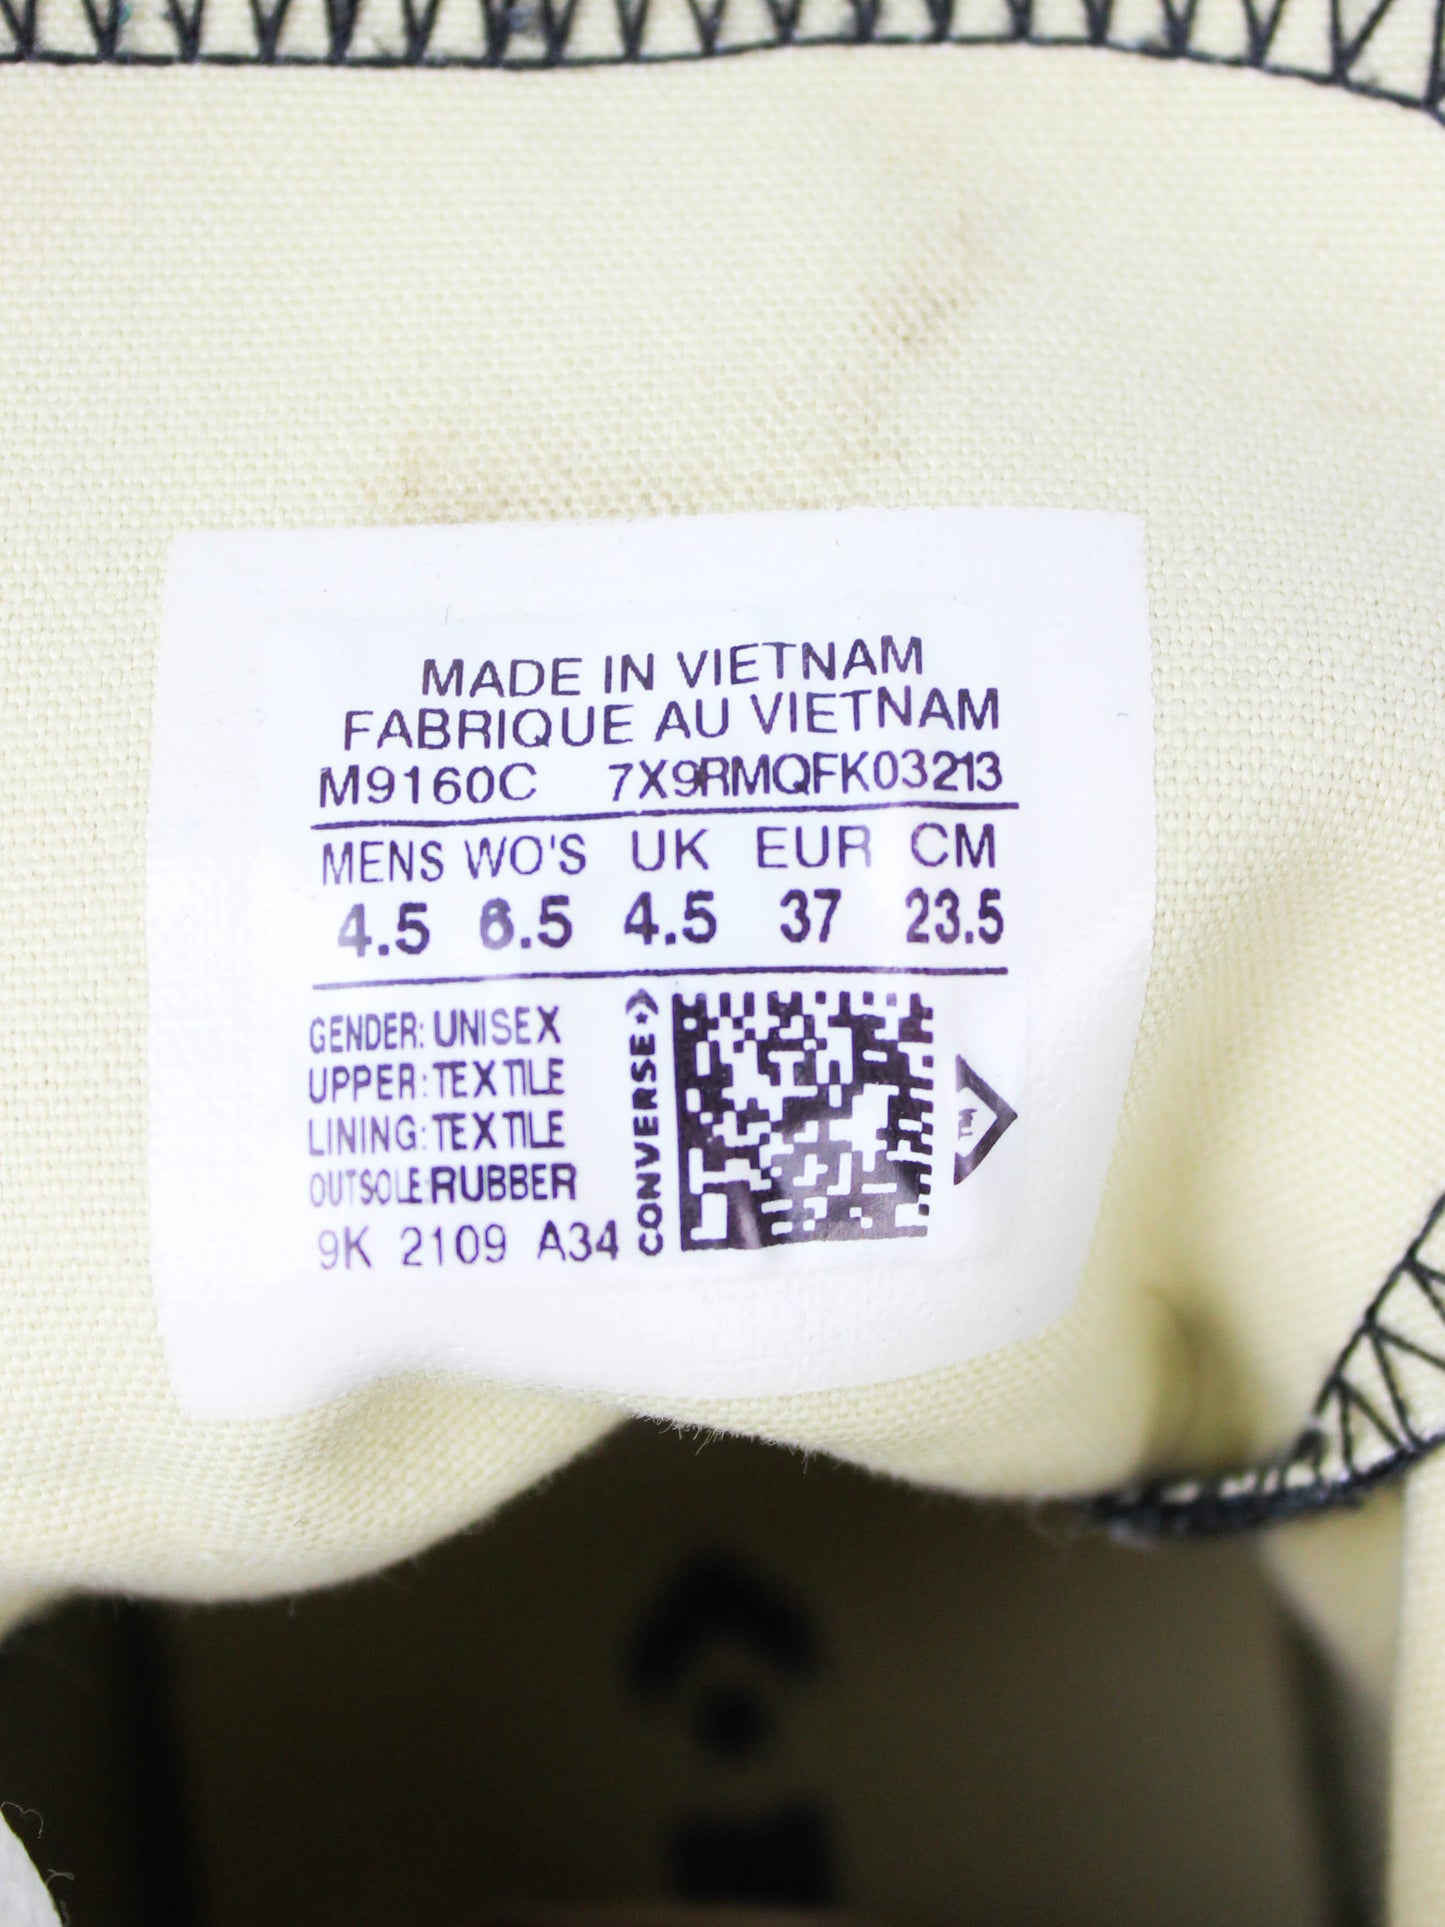 MADE IN VIETNAM
FABRIQUE AU VIETNAM
M9160C 7X9RMQFK03213
MENS WO'S UK EUR CM
4.5 6.5 4.5 37 23.5
GENDER: UNISEX
UPPER: TEXTILE
LINING: TEXTILE
OUTSOLE: RUBBER
9K 2109 A34
CONVERSE